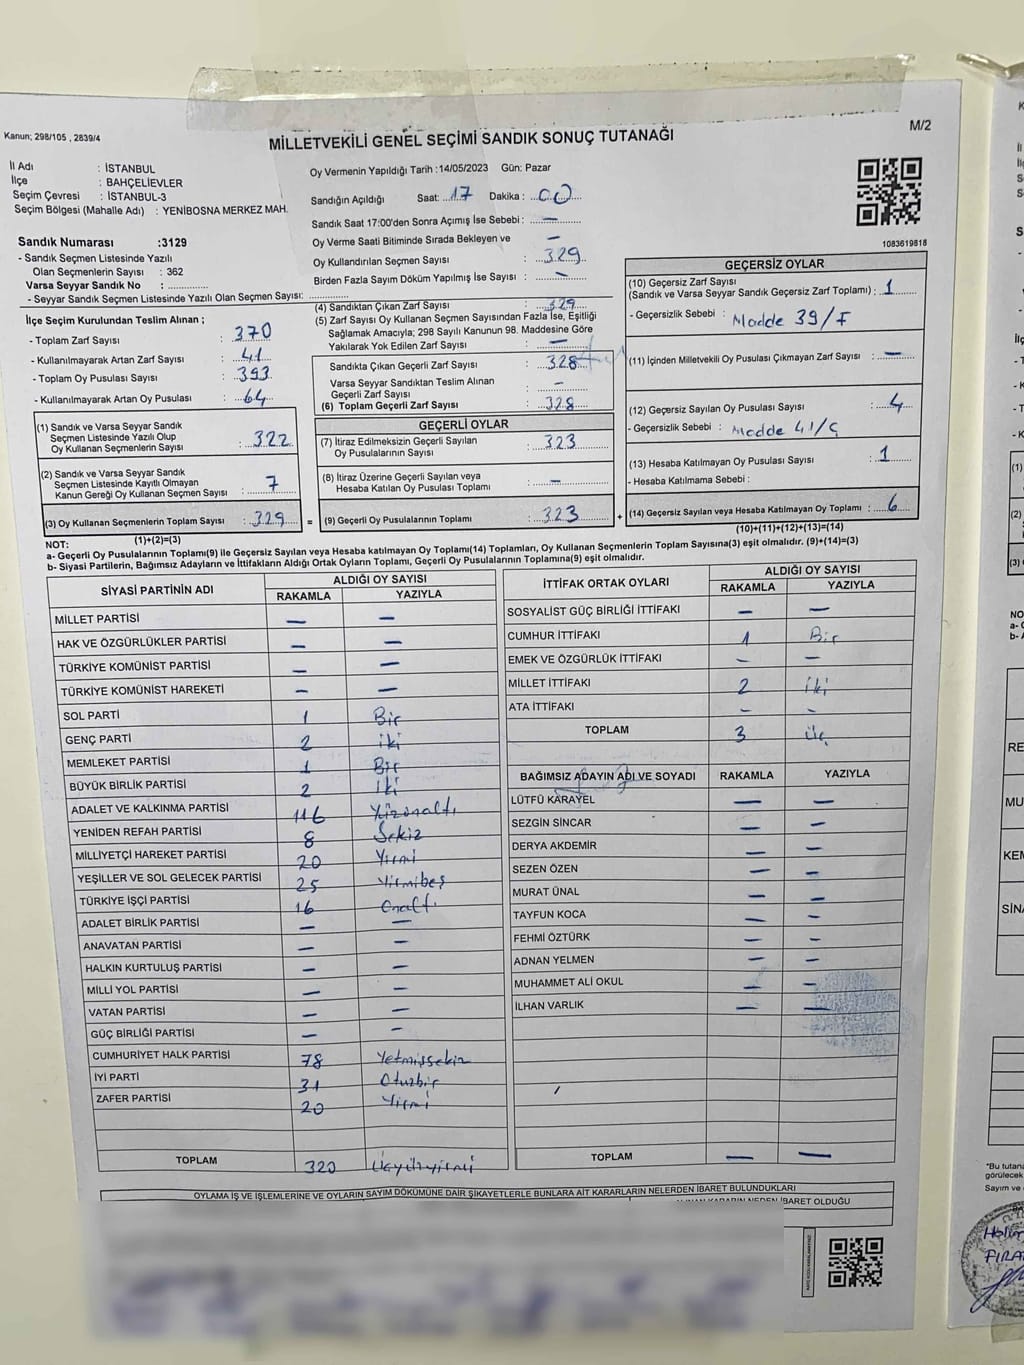 Kanun; 298/105 , 2839/4
M/2
MİLLETVEKİLİ GENEL SEÇİMİ SANDIK SONUÇ TUTANAĞI
İl Adı : İSTANBUL
İlçe : BAHÇELİEVLER
Seçim Çevresi : İSTANBUL-3
Seçim Bölgesi (Mahalle Adı) : YENİBOSNA MERKEZ MAH.
Sandık Numarası :3129
- Sandık Seçmen Listesinde Yazılı
Olan Seçmenlerin Sayısı : 362
Varsa Seyyar Sandık No :
- Seyyar Sandık Seçmen Listesinde Yazılı Olan Seçmen Sayısı:
İlçe Seçim Kurulundan Teslim Alınan ;
- Toplam Zarf Sayısı : 370
- Kullanılmayarak Artan Zarf Sayısı : 41
- Toplam Oy Pusulası Sayısı : 393
- Kullanılmayarak Artan Oy Pusulası : 64
(1) Sandık ve Varsa Seyyar Sandık
Seçmen Listesinde Yazılı Olup
Oy Kullanan Seçmenlerin Sayısı : 322
(2) Sandık ve Varsa Seyyar Sandık
Seçmen Listesinde Kayıtlı Olmayan
Kanun Gereği Oy Kullanan Seçmen Sayısı : 7
(3) Oy Kullanan Seçmenlerin Toplam Sayısı : 329
(1)+(2)=(3)
Oy Vermenin Yapıldığı Tarih :14/05/2023 Gün: Pazar
Sandığın Açıldığı Saat: 17 Dakika : 00
Sandık Saat 17:00'den Sonra Açımış İse Sebebi : —
Oy Verme Saati Bitiminde Sırada Bekleyen ve —
Oy Kullandırılan Seçmen Sayısı : 329
Birden Fazla Sayım Döküm Yapılmış İse Sayısı : —
(4) Sandıktan Çıkan Zarf Sayısı : 329
(5) Zarf Sayısı Oy Kullanan Seçmen Sayısından Fazla İse, Eşitliği
Sağlamak Amacıyla; 298 Sayılı Kanunun 98. Maddesine Göre
Yakılarak Yok Edilen Zarf Sayısı : —
Sandıkta Çıkan Geçerli Zarf Sayısı : 328
Varsa Seyyar Sandıktan Teslim Alınan
Geçerli Zarf Sayısı : —
(6) Toplam Geçerli Zarf Sayısı : 328
GEÇERLİ OYLAR
(7) İtiraz Edilmeksizin Geçerli Sayılan
Oy Pusulalarının Sayısı : 323
(8) İtiraz Üzerine Geçerli Sayılan veya
Hesaba Katılan Oy Pusulası Toplamı : —
= (9) Geçerli Oy Pusulalarının Toplamı : 323
1083619818
GEÇERSİZ OYLAR
(10) Geçersiz Zarf Sayısı
(Sandık ve Varsa Seyyar Sandık Geçersiz Zarf Toplamı) : 1
- Geçersizlik Sebebi : Madde 39/F
(11) İçinden Milletvekili Oy Pusulası Çıkmayan Zarf Sayısı : —
(12) Geçersiz Sayılan Oy Pusulası Sayısı : 4
- Geçersizlik Sebebi : Madde 41/Ç
(13) Hesaba Katılmayan Oy Pusulası Sayısı : 1
- Hesaba Katılmama Sebebi :
+ (14) Geçersiz Sayılan veya Hesaba Katılmayan Oy Toplamı : 6
(10)+(11)+(12)+(13)=(14)
NOT:
a- Geçerli Oy Pusulalarının Toplamı(9) ile Geçersiz Sayılan veya Hesaba katılmayan Oy Toplamı(14) Toplamları, Oy Kullanan Seçmenlerin Toplam Sayısına(3) eşit olmalıdır. (9)+(14)=(3)
b- Siyasi Partilerin, Bağımsız Adayların ve İttifakların Aldığı Ortak Oyların Toplamı, Geçerli Oy Pusulalarının Toplamına(9) eşit olmalıdır.
SİYASİ PARTİNİN ADI ALDIĞI OY SAYISI
RAKAMLA YAZIYLA
MİLLET PARTİSİ — —
HAK VE ÖZGÜRLÜKLER PARTİSİ — —
TÜRKİYE KOMÜNİST PARTİSİ — —
TÜRKİYE KOMÜNİST HAREKETİ — —
SOL PARTİ 1 Bir
GENÇ PARTİ 2 iki
MEMLEKET PARTİSİ 1 Bir
BÜYÜK BİRLİK PARTİSİ 2 iki
ADALET VE KALKINMA PARTİSİ 116 Yüzonaltı
YENİDEN REFAH PARTİSİ 8 Sekiz
MİLLİYETÇİ HAREKET PARTİSİ 20 Yirmi
YEŞİLLER VE SOL GELECEK PARTİSİ 25 Yirmibeş
TÜRKİYE İŞÇİ PARTİSİ 16 Onaltı
ADALET BİRLİK PARTİSİ — —
ANAVATAN PARTİSİ — —
HALKIN KURTULUŞ PARTİSİ — —
MİLLİ YOL PARTİSİ — —
VATAN PARTİSİ — —
GÜÇ BİRLİĞİ PARTİSİ — —
CUMHURİYET HALK PARTİSİ 78 Yetmişsekiz
İYİ PARTİ 31 Otuzbir
ZAFER PARTİSİ 20 Yirmi
TOPLAM 320 Üçyüzyirmi
İTTİFAK ORTAK OYLARI ALDIĞI OY SAYISI
RAKAMLA YAZIYLA
SOSYALİST GÜÇ BİRLİĞİ İTTİFAKI — —
CUMHUR İTTİFAKI 1 Bir
EMEK VE ÖZGÜRLÜK İTTİFAKI — —
MİLLET İTTİFAKI 2 iki
ATA İTTİFAKI — —
TOPLAM 3 üç
BAĞIMSIZ ADAYIN ADI VE SOYADI RAKAMLA YAZIYLA
LÜTFÜ KARAYEL — —
SEZGİN SİNCAR — —
DERYA AKDEMİR — —
SEZEN ÖZEN — —
MURAT ÜNAL — —
TAYFUN KOCA — —
FEHMİ ÖZTÜRK — —
ADNAN YELMEN — —
MUHAMMET ALİ OKUL — —
İLHAN VARLIK — —
TOPLAM — —
OYLAMA İŞ VE İŞLEMLERİNE VE OYLARIN SAYIM DÖKÜMÜNE DAİR ŞİKAYETLERLE BUNLARA AİT KARARLARIN NELERDEN İBARET BULUNDUKLARI
KARARIN NEDEN İBARET OLDUĞU
*Bu tutana
görülecek
Sayım ve